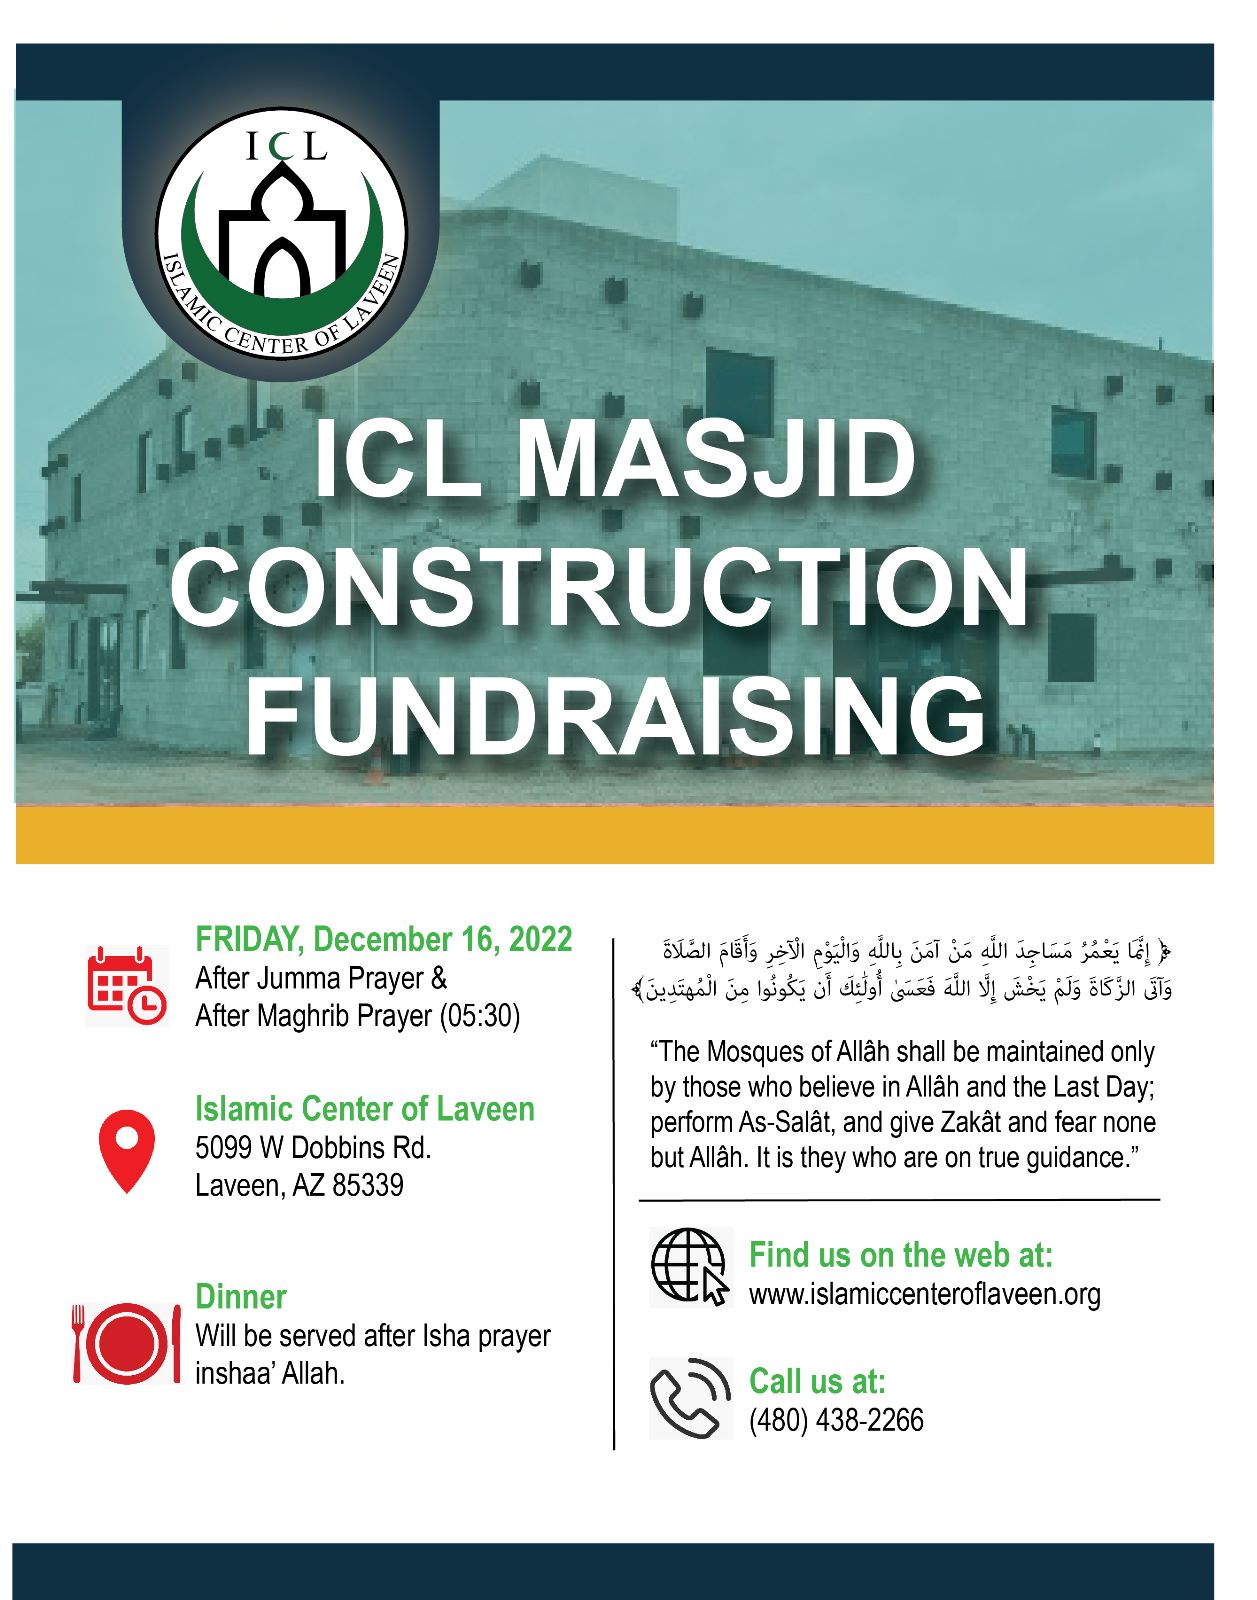 ICL
ISLAMIC CENTER OF LAVEEN
ICL MASJID
CONSTRUCTION
FUNDRAISING
FRIDAY, December 16, 2022
After Jumma Prayer &
After Maghrib Prayer (05:30)
Islamic Center of Laveen
5099 W Dobbins Rd.
Laveen, AZ 85339
Dinner
Will be served after Isha prayer
inshaa’ Allah.
﴿ إِنَّمَا يَعْمُرُ مَسَاجِدَ اللَّهِ مَنْ آمَنَ بِاللَّهِ وَالْيَوْمِ الْآخِرِ وَأَقَامَ الصَّلَاةَ
وَآتَى الزَّكَاةَ وَلَمْ يَخْشَ إِلَّا اللَّهَ فَعَسَىٰ أُولَٰئِكَ أَن يَكُونُوا مِنَ الْمُهْتَدِينَ﴾
“The Mosques of Allâh shall be maintained only
by those who believe in Allâh and the Last Day;
perform As-Salât, and give Zakât and fear none
but Allâh. It is they who are on true guidance.”
Find us on the web at:
www.islamiccenteroflaveen.org
Call us at:
(480) 438-2266